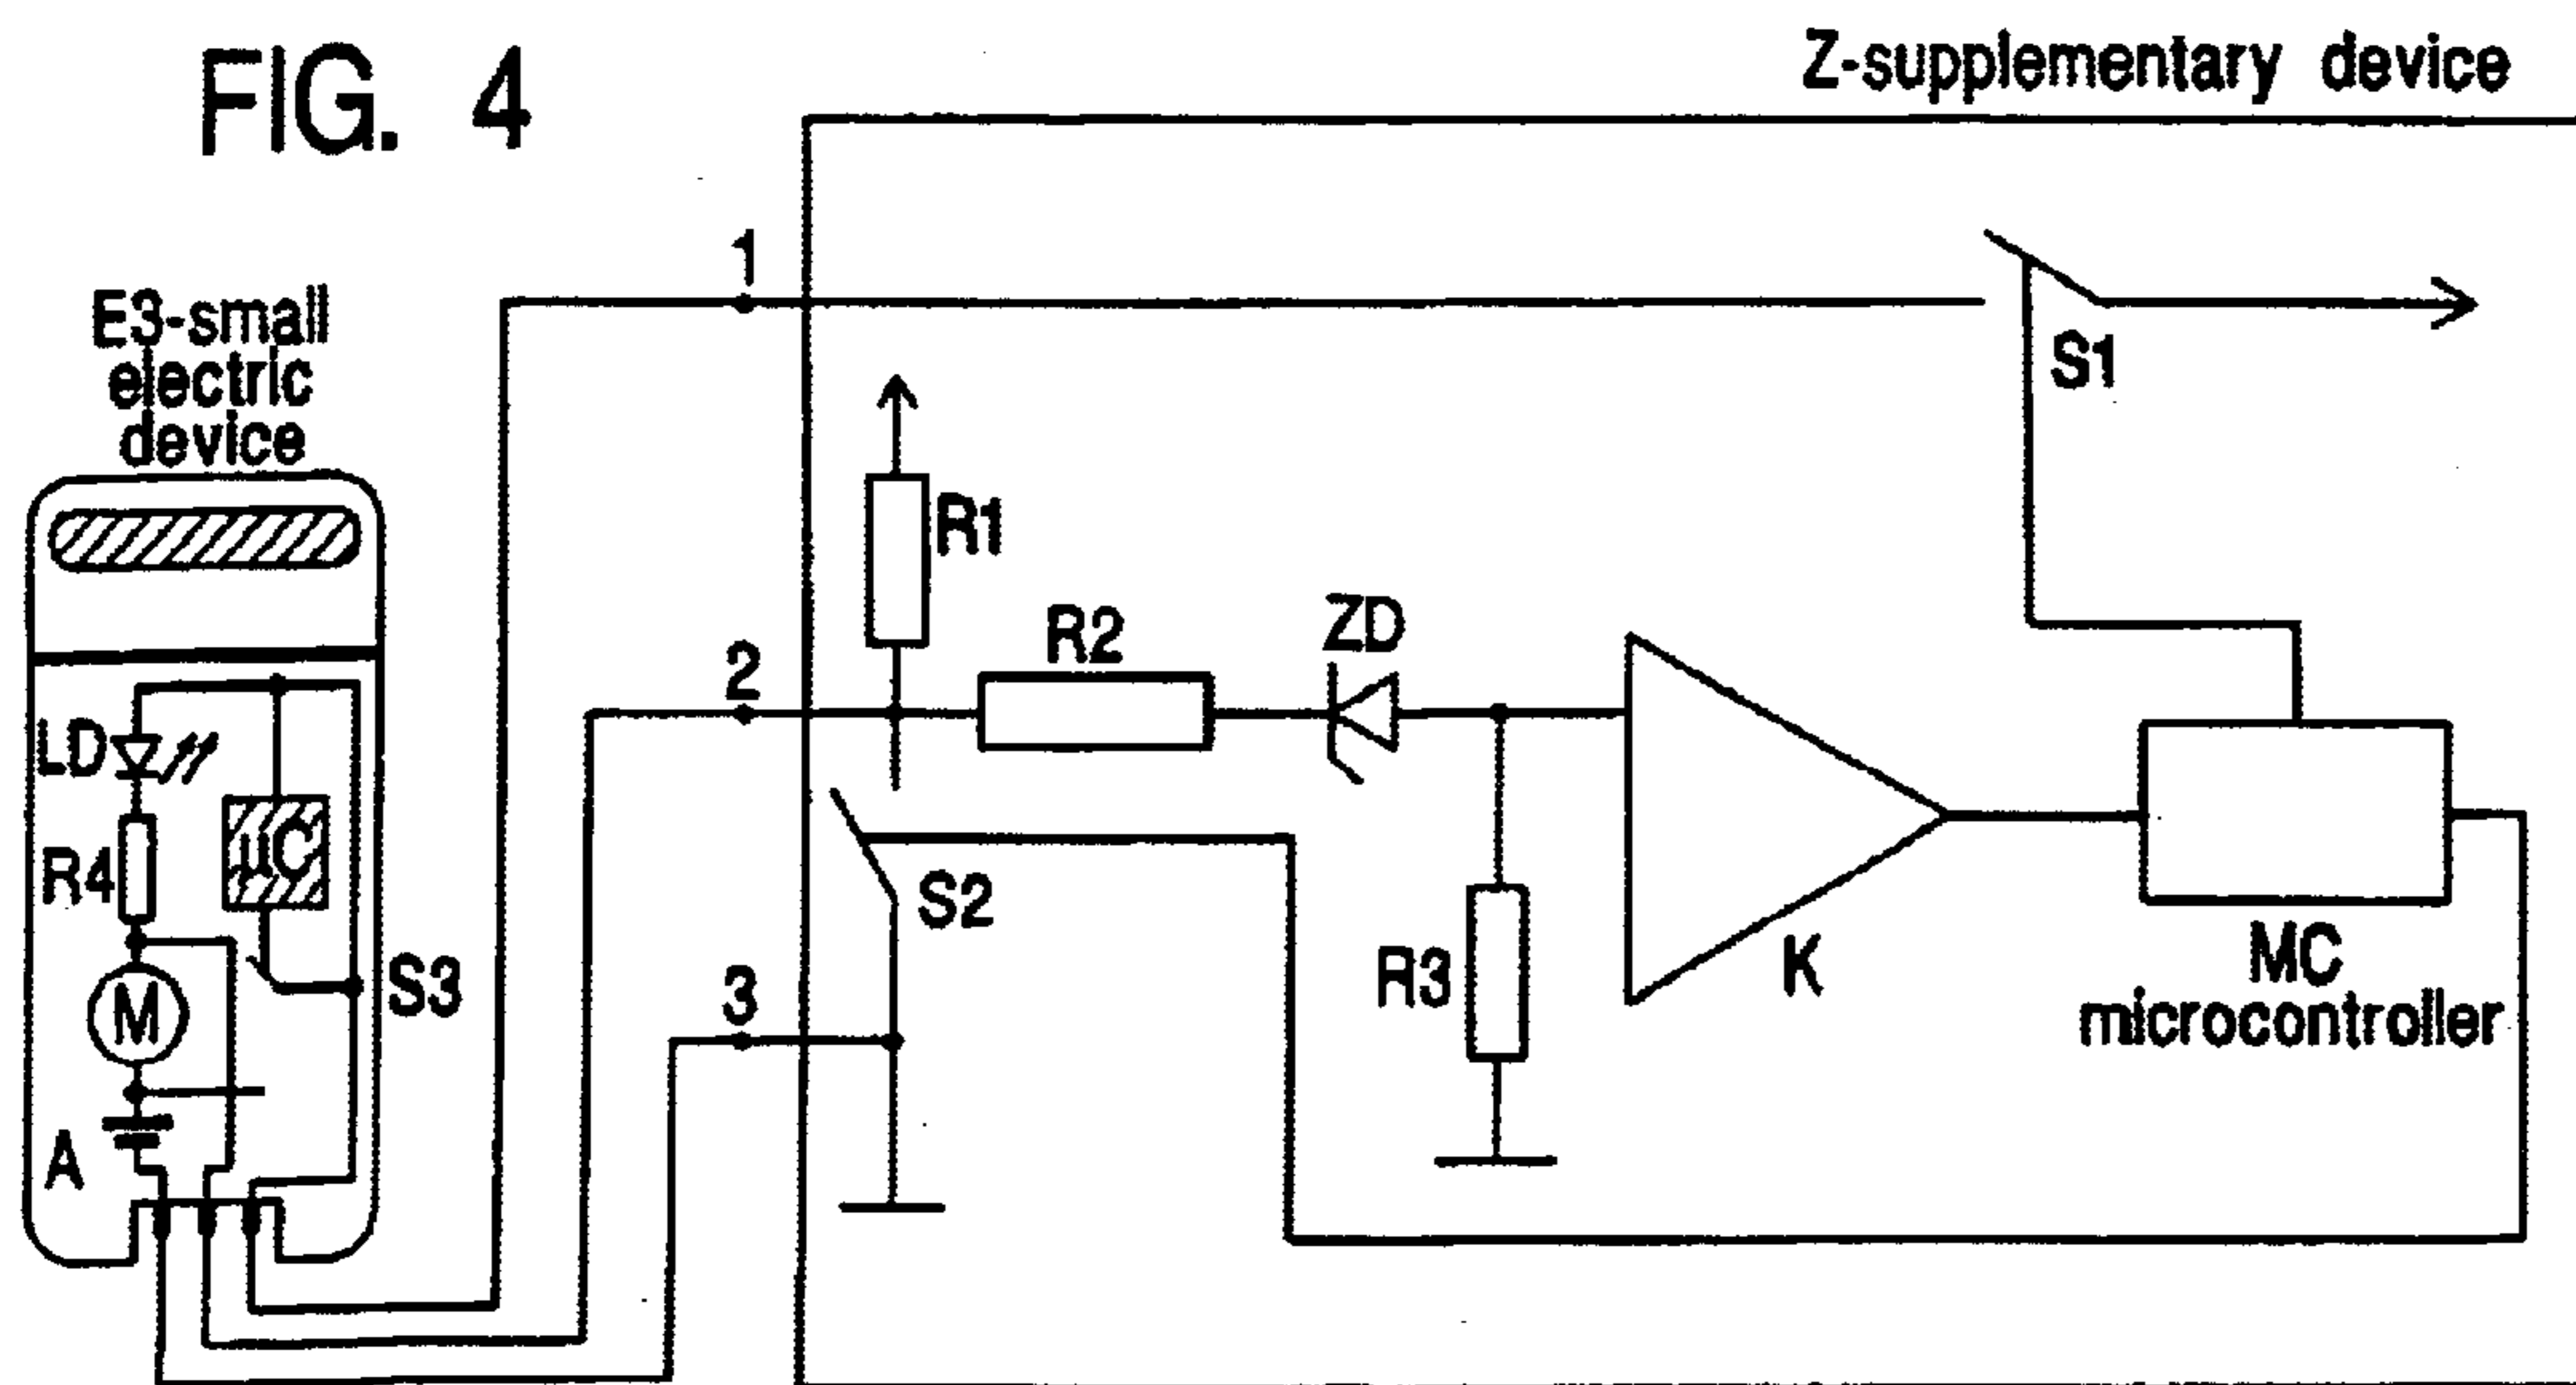 FIG. 4
Z-supplementary device
1
S1
E3-small
electric
device
R1
2
R2
ZD
LD
R4
µC
S2
S3
M
3
R3
K
MC
microcontroller
A